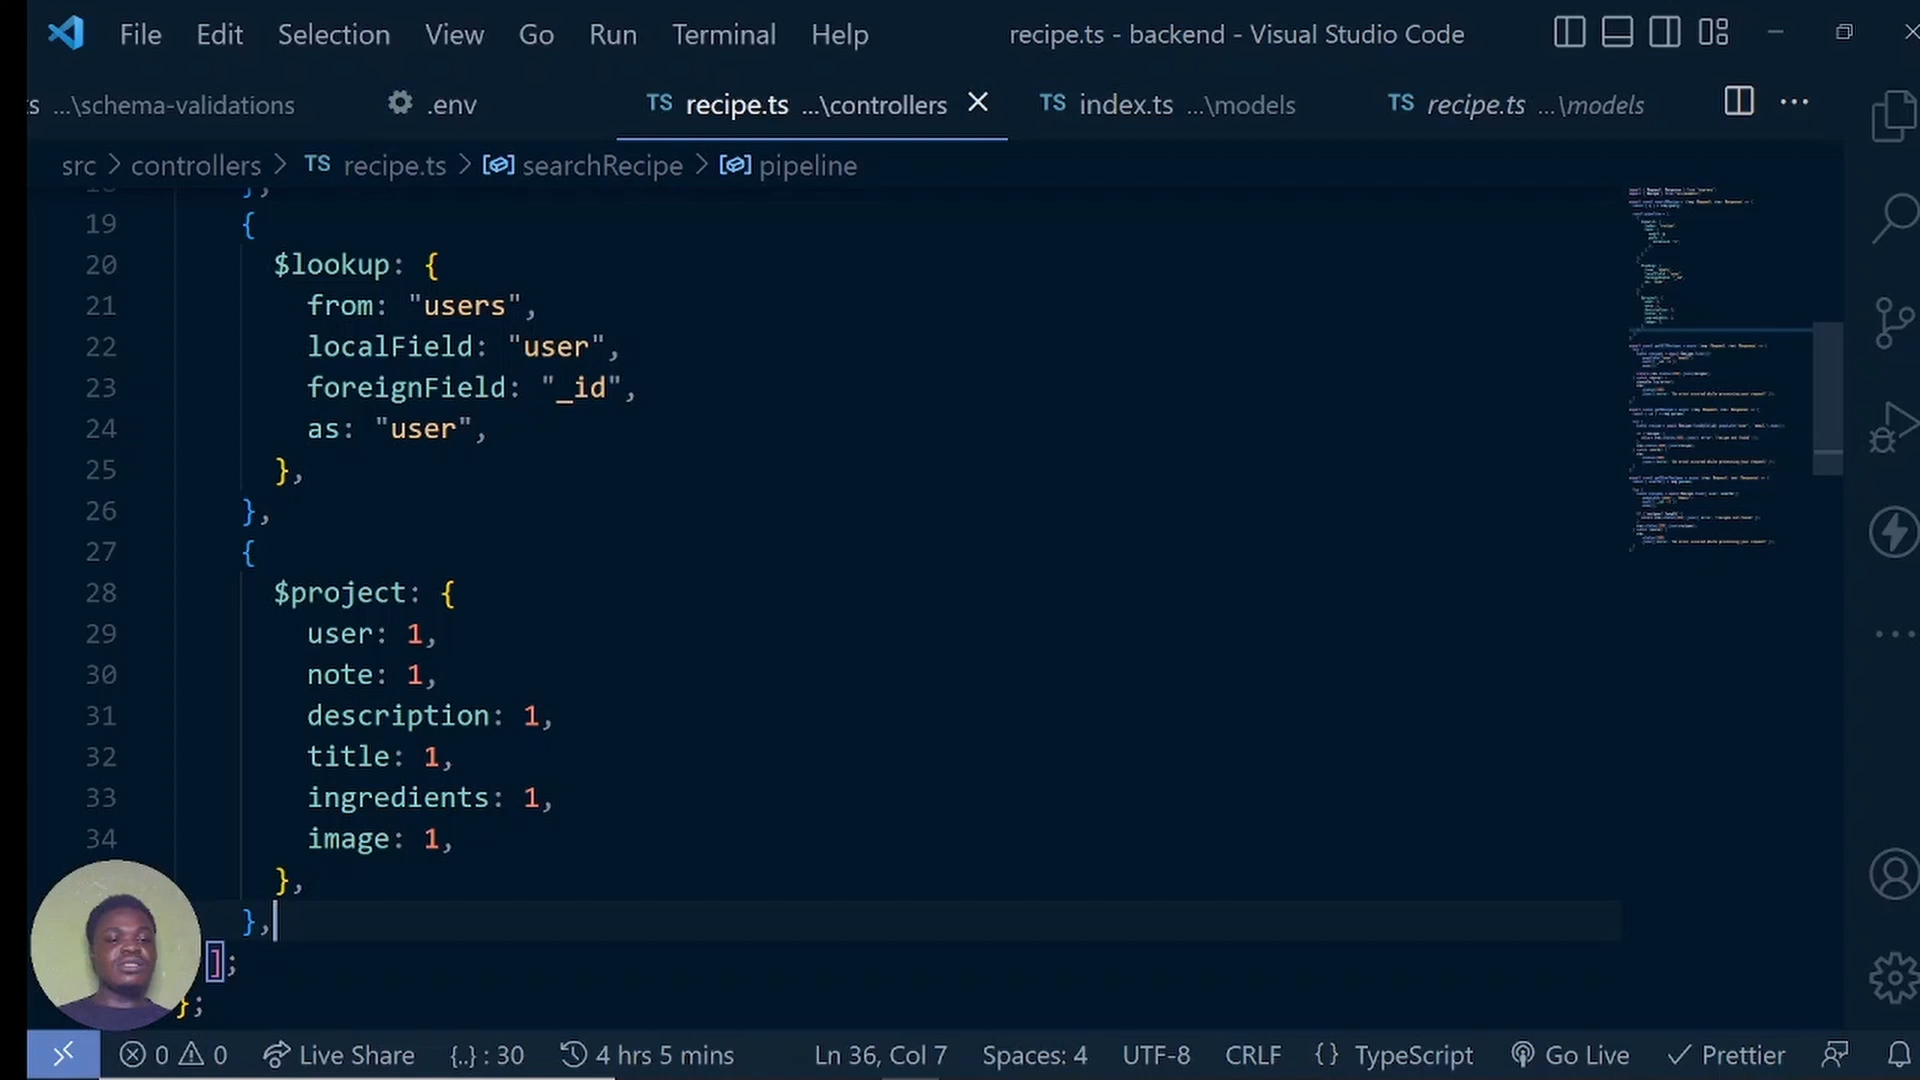 File Edit Selection View Go Run Terminal Help recipe.ts - backend - Visual Studio Code
ts ...\schema-validations .env TS recipe.ts ...\controllers TS index.ts ...\models TS recipe.ts ...\models
src > controllers > TS recipe.ts > searchRecipe > pipeline
18 },
19 {
20 $lookup: {
21 from: "users",
22 localField: "user",
23 foreignField: "_id",
24 as: "user",
25 },
26 },
27 {
28 $project: {
29 user: 1,
30 note: 1,
31 description: 1,
32 title: 1,
33 ingredients: 1,
34 image: 1,
},
},
];
};
0 0 Live Share {..} : 30 4 hrs 5 mins Ln 36, Col 7 Spaces: 4 UTF-8 CRLF {} TypeScript Go Live Prettier